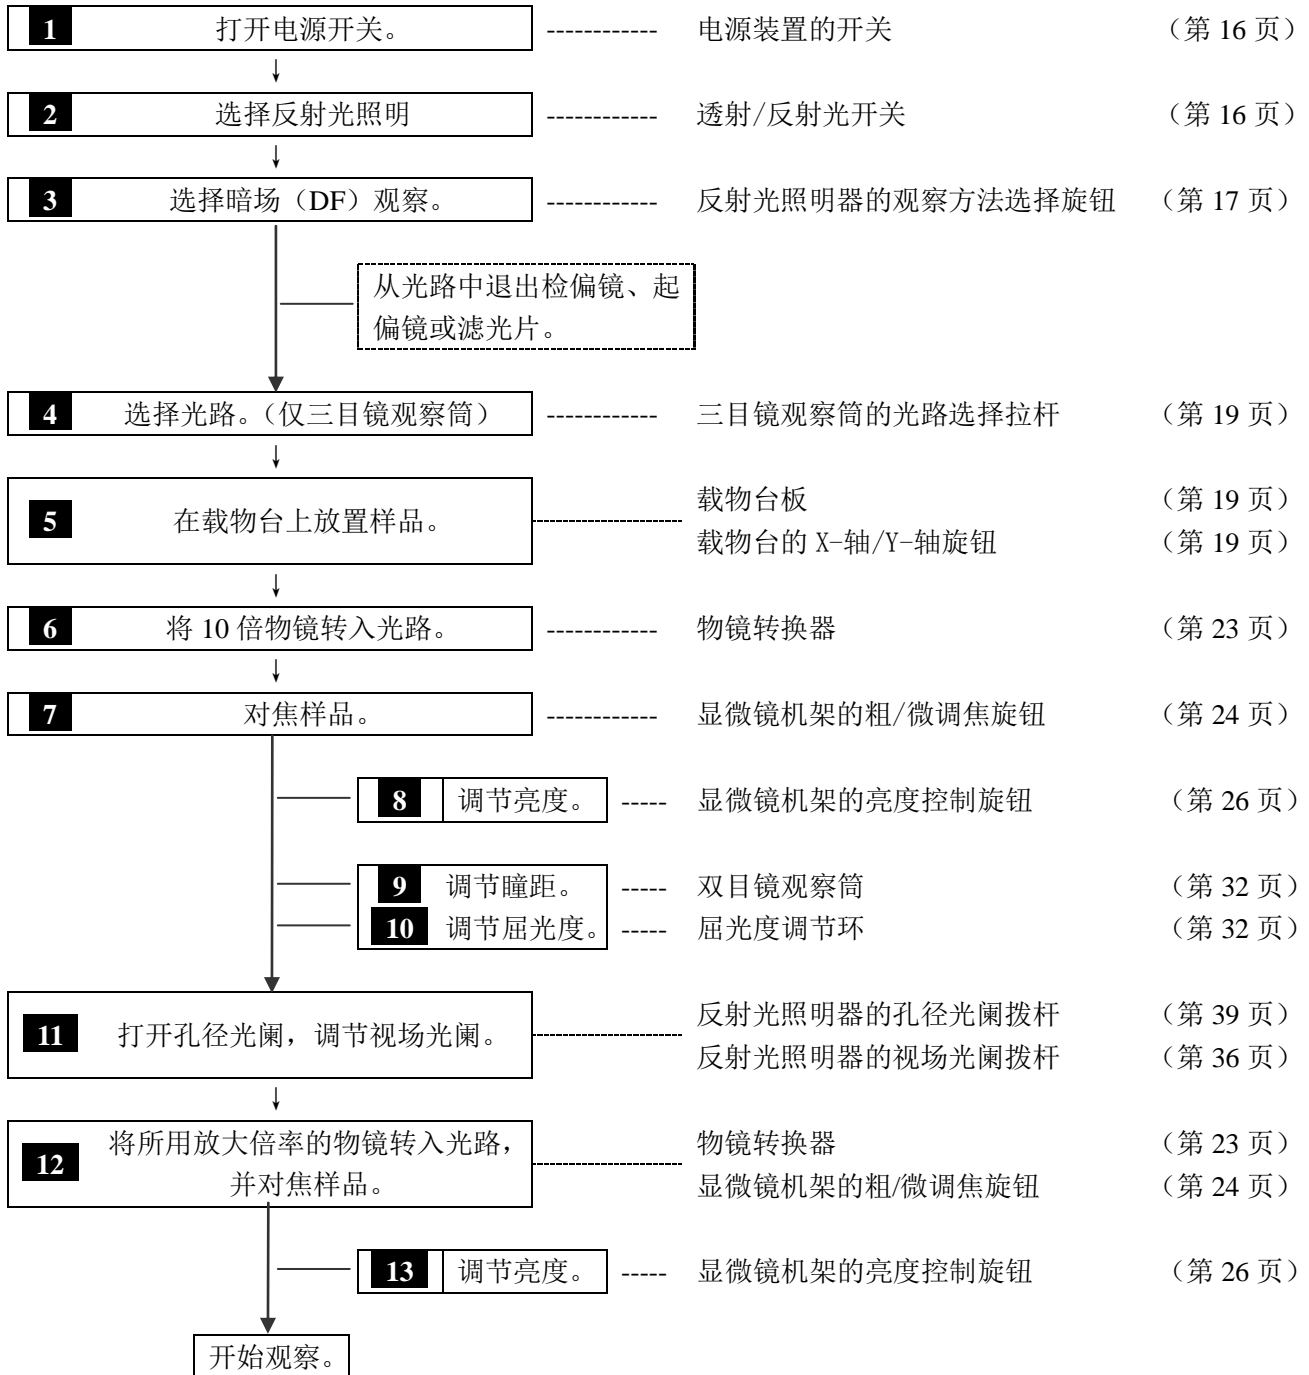 1 打开电源开关。 ------------ 电源装置的开关 （第 16 页）
2 选择反射光照明 ------------ 透射/反射光开关 （第 16 页）
3 选择暗场（DF）观察。 ------------ 反射光照明器的观察方法选择旋钮 （第 17 页）
从光路中退出检偏镜、起
偏镜或滤光片。
4 选择光路。（仅三目镜观察筒） ------------ 三目镜观察筒的光路选择拉杆 （第 19 页）
5 在载物台上放置样品。
载物台板 （第 19 页）
载物台的 X-轴/Y-轴旋钮 （第 19 页）
6 将 10 倍物镜转入光路。 ------------ 物镜转换器 （第 23 页）
7 对焦样品。 ------------ 显微镜机架的粗/微调焦旋钮 （第 24 页）
8 调节亮度。 ----- 显微镜机架的亮度控制旋钮 （第 26 页）
9 调节瞳距。 ----- 双目镜观察筒 （第 32 页）
10 调节屈光度。 ----- 屈光度调节环 （第 32 页）
11 打开孔径光阑，调节视场光阑。
反射光照明器的孔径光阑拨杆 （第 39 页）
反射光照明器的视场光阑拨杆 （第 36 页）
12 将所用放大倍率的物镜转入光路，
并对焦样品。
物镜转换器 （第 23 页）
显微镜机架的粗/微调焦旋钮 （第 24 页）
13 调节亮度。 ----- 显微镜机架的亮度控制旋钮 （第 26 页）
开始观察。